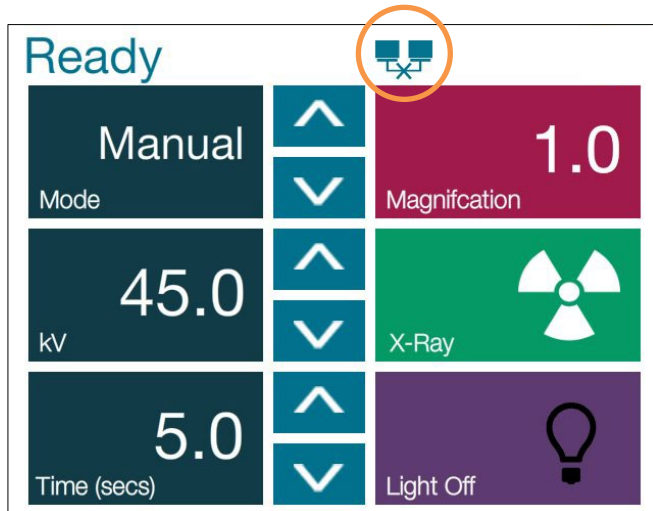 Ready
Manual
Mode
1.0
Magnifcation
45.0
kV
X-Ray
5.0
Time (secs)
Light Off